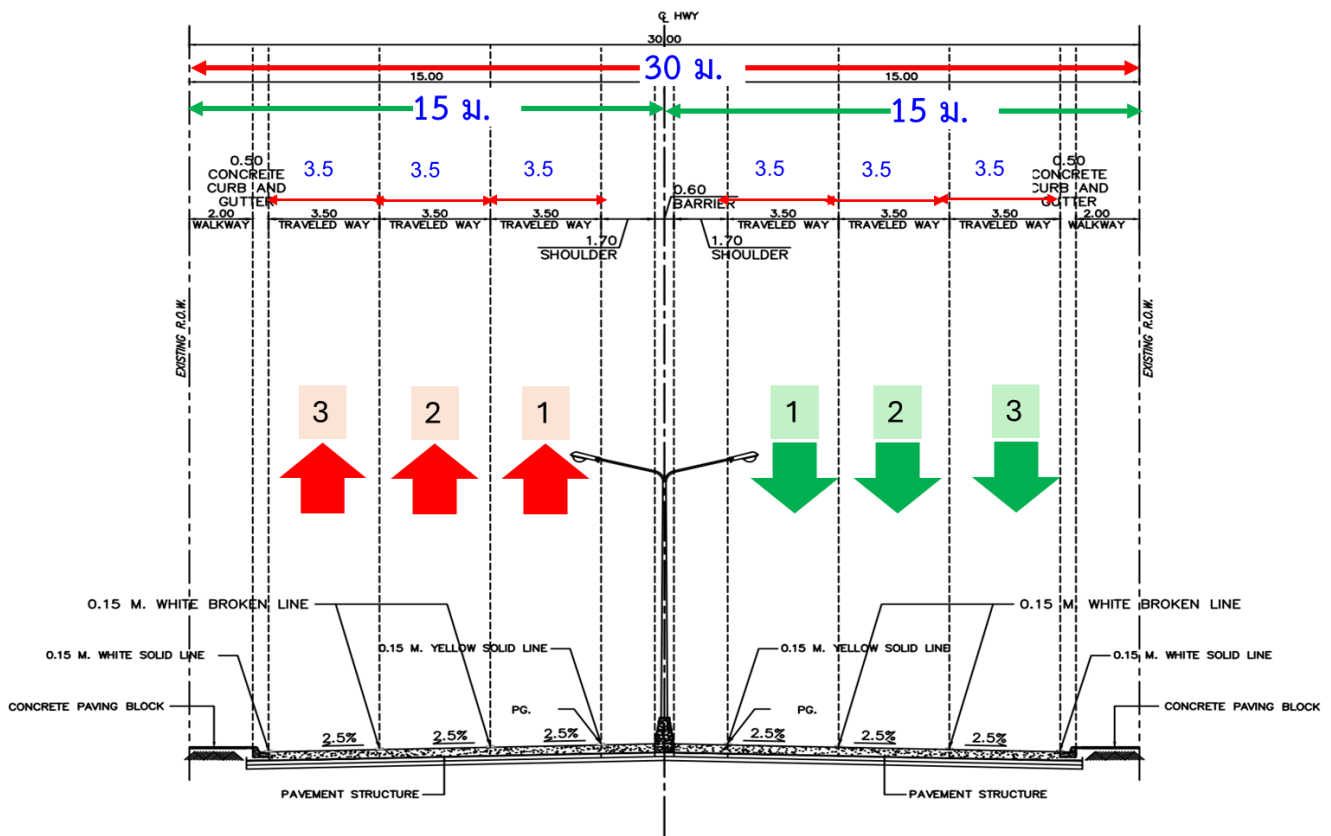 ℄ HWY
30.00
30 ม.
15.00
15.00
15 ม.
15 ม.
0.50
CONCRETE
CURB AND
GUTTER
3.5
3.5
3.5
3.5
3.5
3.5
0.50
CONCRETE
CURB AND
GUTTER
0.60
BARRIER
2.00
WALKWAY
3.50
TRAVELED WAY
3.50
TRAVELED WAY
3.50
TRAVELED WAY
1.70
SHOULDER
1.70
SHOULDER
3.50
TRAVELED WAY
3.50
TRAVELED WAY
3.50
TRAVELED WAY
2.00
WALKWAY
EXISTING R.O.W.
EXISTING R.O.W.
3
2
1
1
2
3
0.15 M. WHITE BROKEN LINE
0.15 M. WHITE BROKEN LINE
0.15 M. WHITE SOLID LINE
0.15 M. YELLOW SOLID LINE
0.15 M. YELLOW SOLID LINE
0.15 M. WHITE SOLID LINE
CONCRETE PAVING BLOCK
PG.
PG.
CONCRETE PAVING BLOCK
2.5%
2.5%
2.5%
2.5%
2.5%
2.5%
PAVEMENT STRUCTURE
PAVEMENT STRUCTURE